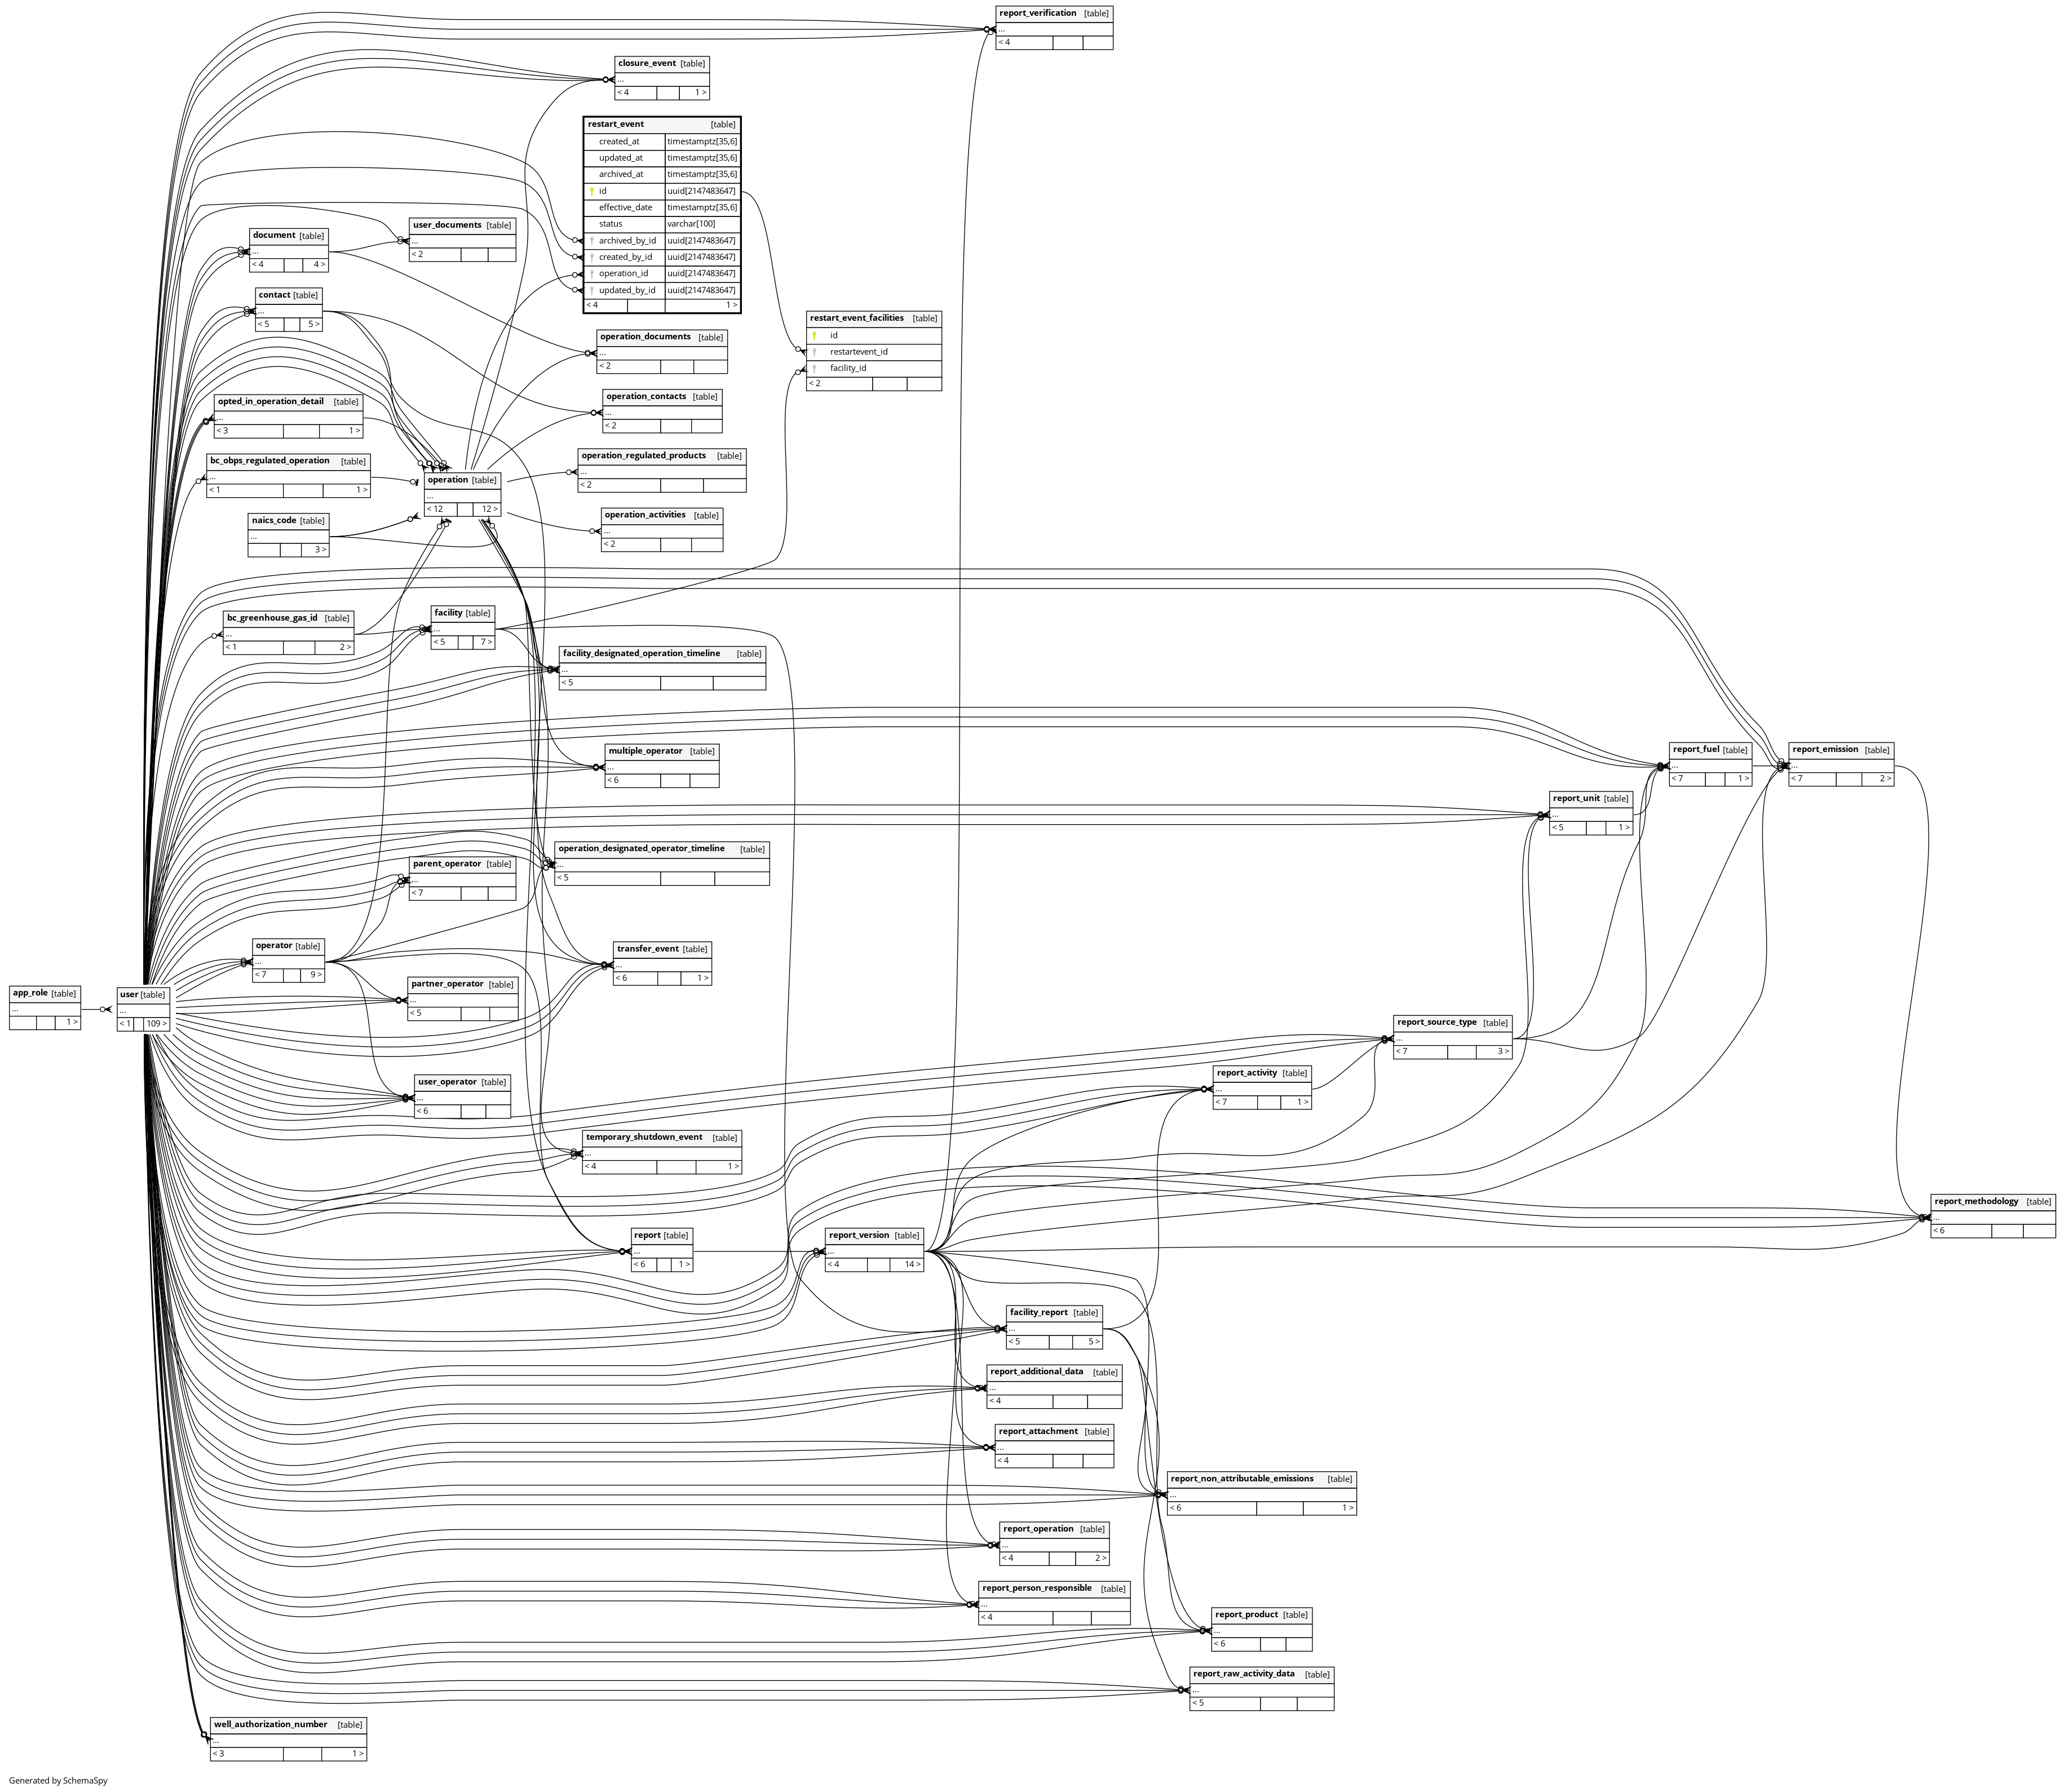 report_verification [table]
...
< 4
closure_event [table]
...
< 4 1 >
restart_event [table]
created_at timestamptz[35,6]
updated_at timestamptz[35,6]
archived_at timestamptz[35,6]
id uuid[2147483647]
effective_date timestamptz[35,6]
status varchar[100]
archived_by_id uuid[2147483647]
created_by_id uuid[2147483647]
operation_id uuid[2147483647]
updated_by_id uuid[2147483647]
< 4 1 >
user_documents [table]
...
< 2
document [table]
...
< 4 4 >
contact [table]
...
< 5 5 >
restart_event_facilities [table]
id
restartevent_id
facility_id
< 2
operation_documents [table]
...
< 2
operation_contacts [table]
...
< 2
opted_in_operation_detail [table]
...
< 3 1 >
operation_regulated_products [table]
...
< 2
bc_obps_regulated_operation [table]
...
< 1 1 >
operation [table]
...
< 12 12 >
operation_activities [table]
...
< 2
naics_code [table]
...
3 >
facility [table]
...
< 5 7 >
bc_greenhouse_gas_id [table]
...
< 1 2 >
facility_designated_operation_timeline [table]
...
< 5
multiple_operator [table]
...
< 6
report_fuel [table]
...
< 7 1 >
report_emission [table]
...
< 7 2 >
report_unit [table]
...
< 5 1 >
operation_designated_operator_timeline [table]
...
< 5
parent_operator [table]
...
< 7
operator [table]
...
< 7 9 >
transfer_event [table]
...
< 6 1 >
partner_operator [table]
...
< 5
app_role [table]
...
1 >
user [table]
...
< 1 109 >
report_source_type [table]
...
< 7 3 >
report_activity [table]
...
< 7 1 >
user_operator [table]
...
< 6
temporary_shutdown_event [table]
...
< 4 1 >
report_methodology [table]
...
< 6
report [table]
...
< 6 1 >
report_version [table]
...
< 4 14 >
facility_report [table]
...
< 5 5 >
report_additional_data [table]
...
< 4
report_attachment [table]
...
< 4
report_non_attributable_emissions [table]
...
< 6 1 >
report_operation [table]
...
< 4 2 >
report_person_responsible [table]
...
< 4
report_product [table]
...
< 6
report_raw_activity_data [table]
...
< 5
well_authorization_number [table]
...
< 3 1 >
Generated by SchemaSpy